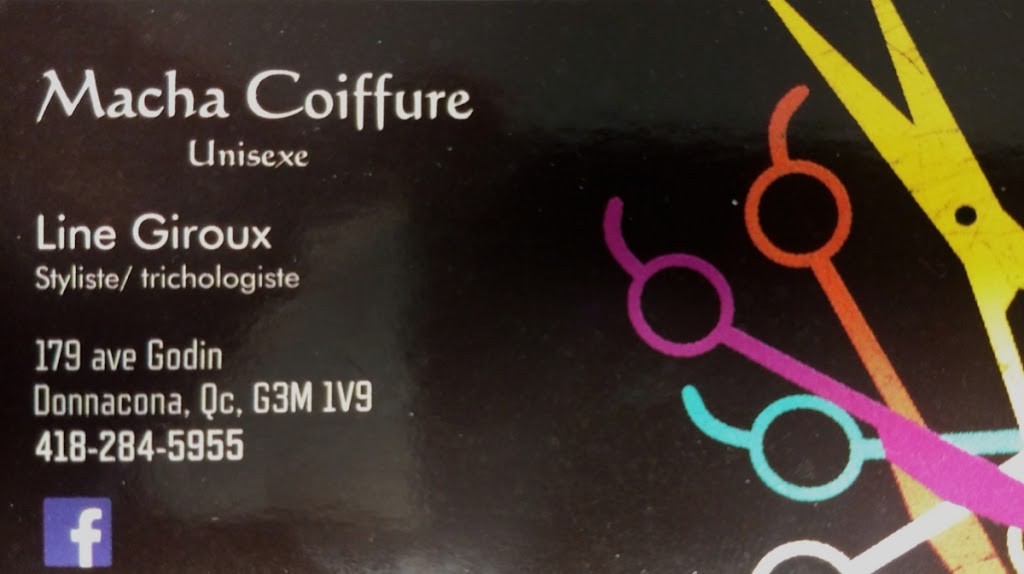 Macha Coiffure
Unisexe
Line Giroux
Styliste/ trichologiste
179 ave Godin
Donnacona, Qc, G3M 1V9
418-284-5955
f